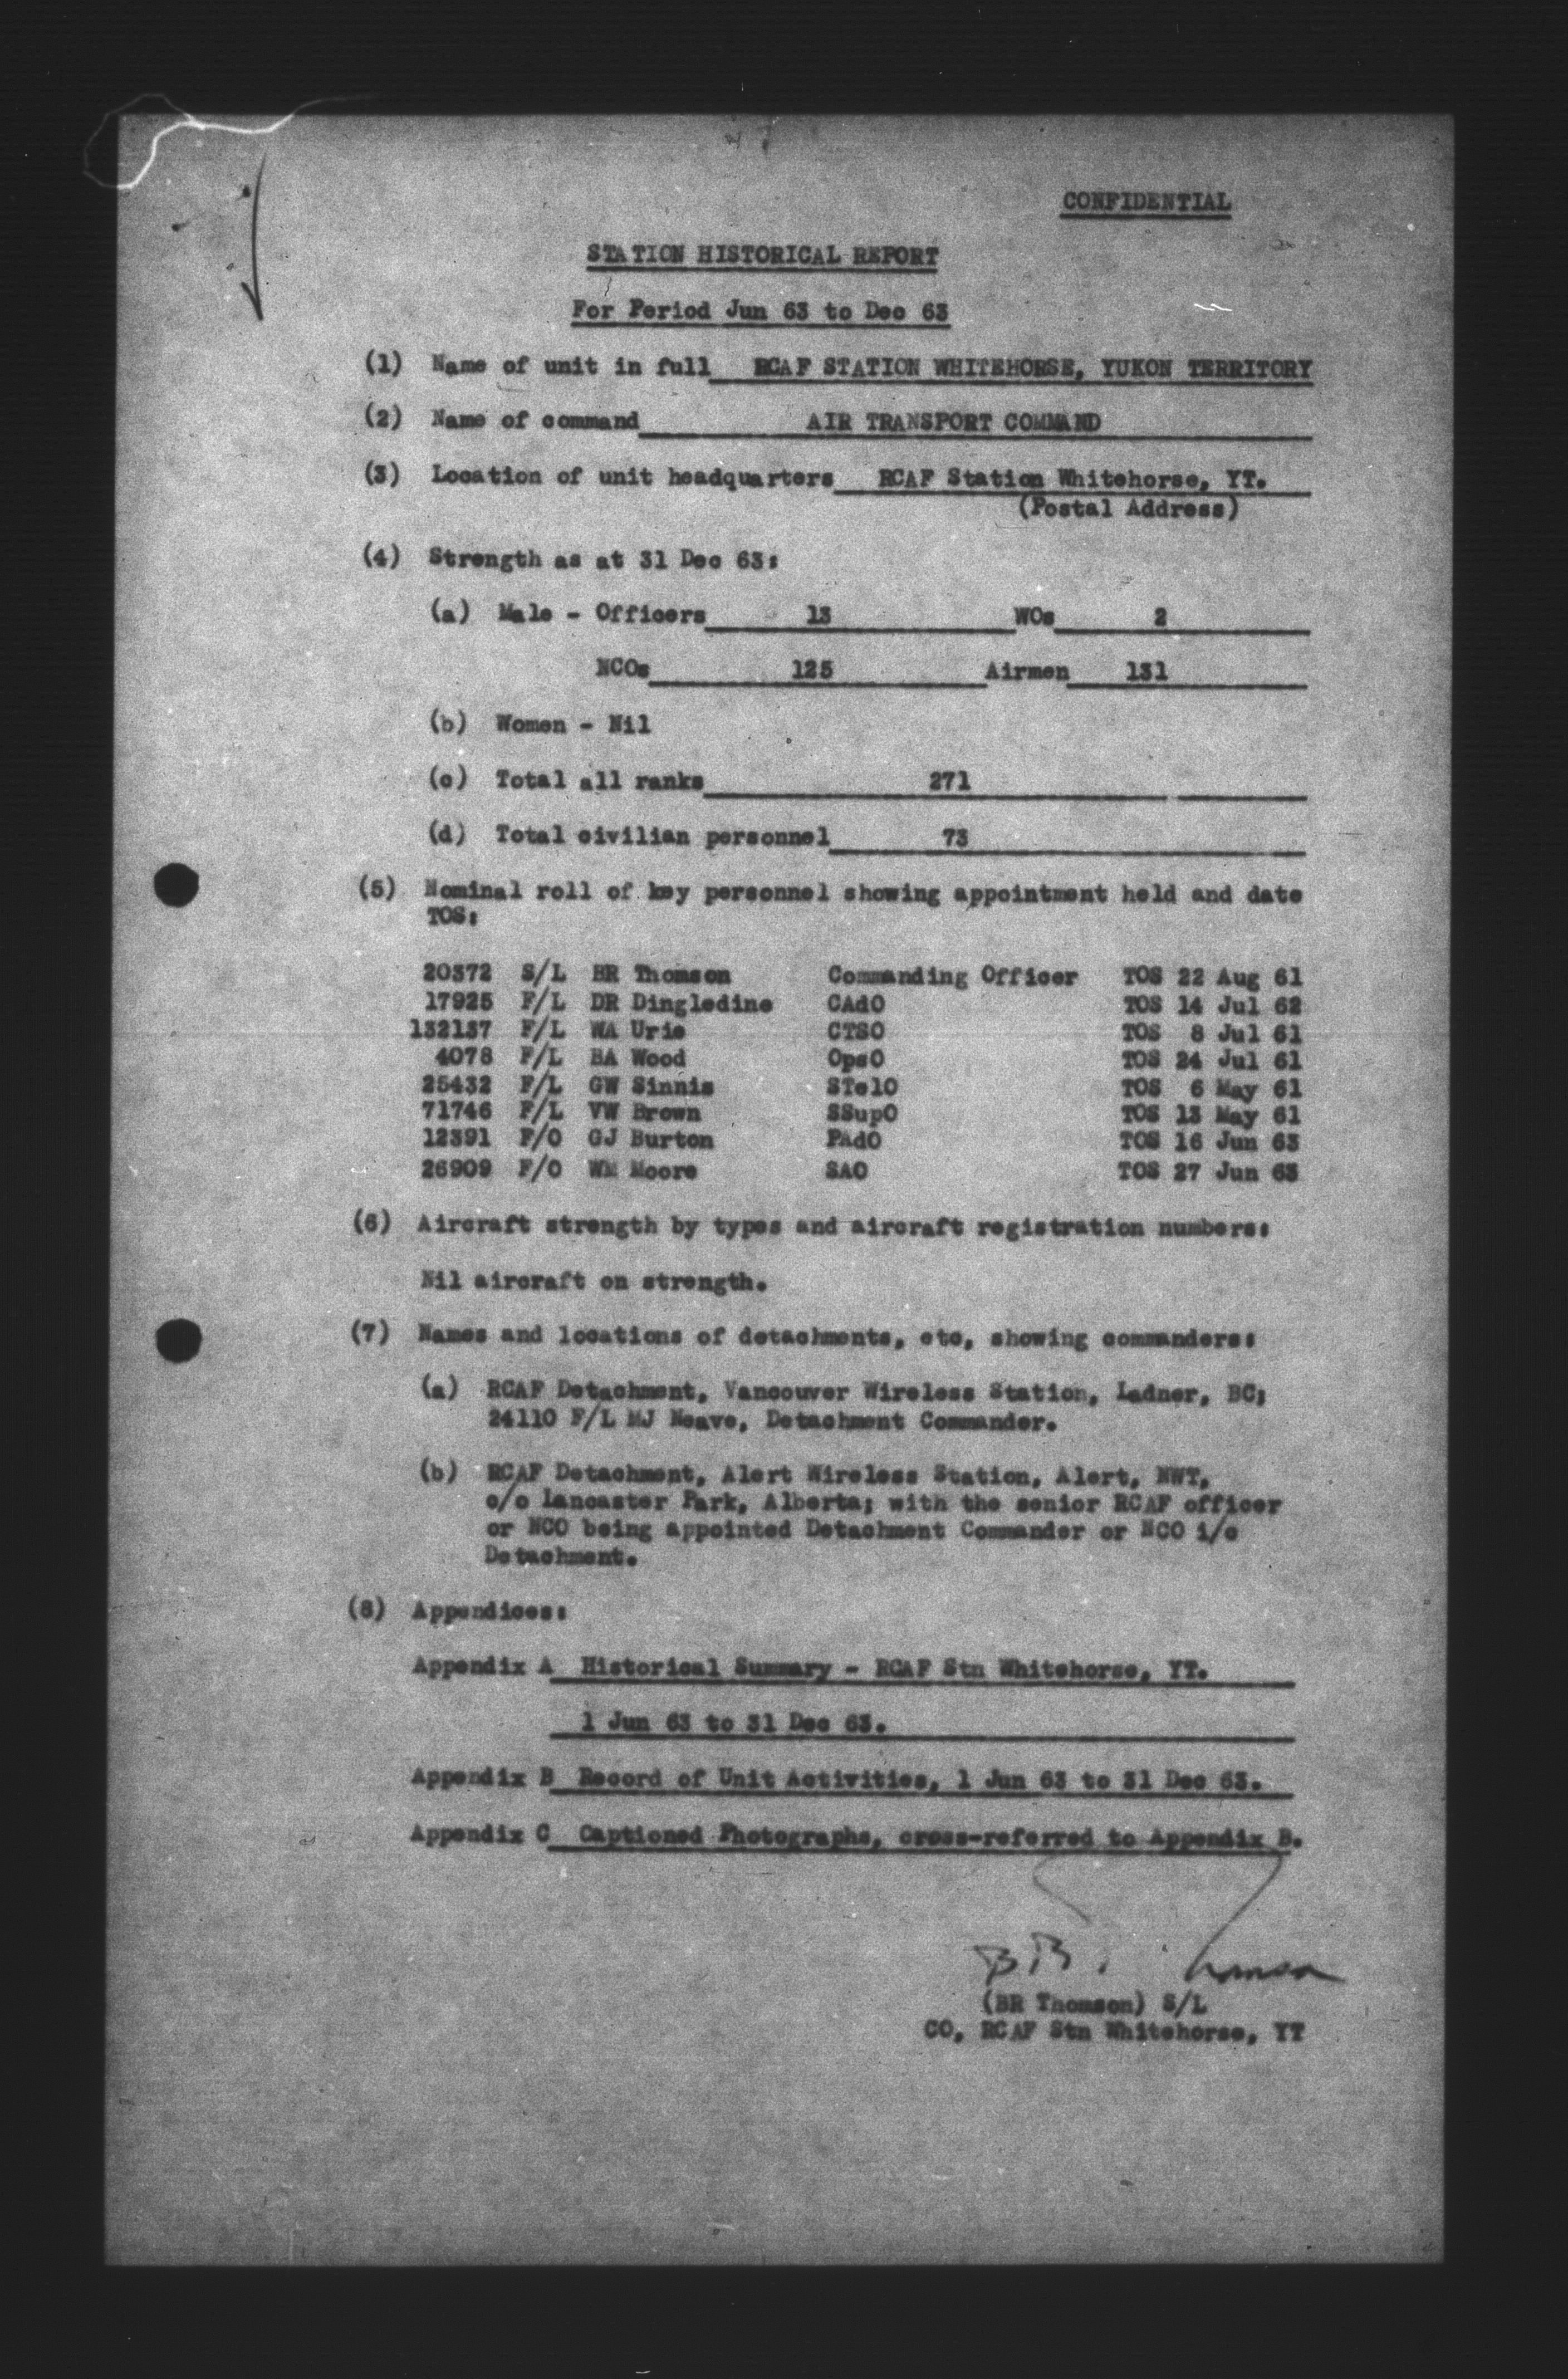 CONFIDENTIAL
STATION HISTORICAL REPORT
For Period Jun 63 to Dec 63
(1) Name of unit in full RCAF STATION WHITEHORSE, YUKON TERRITORY
(2) Name of command AIR TRANSPORT COMMAND
(3) Location of unit headquarters RCAF Station Whitehorse, YT.
(Postal Address)
(4) Strength as at 31 Dec 63:
(a) Male - Officers 13 WOs 2
NCOs 125 Airmen 131
(b) Women - Nil
(c) Total all ranks 271
(d) Total civilian personnel 73
(5) Nominal roll of key personnel showing appointment held and date
TOS:
20372 S/L BR Thomson Commanding Officer TOS 22 Aug 61
17925 F/L DR Dingledine CAdO TOS 14 Jul 62
132137 F/L WA Urie CTSO TOS 8 Jul 61
4078 F/L BA Wood OpsO TOS 24 Jul 61
25432 F/L GW Sinnis STelO TOS 6 May 61
71746 F/L VW Brown SSupO TOS 13 May 61
12391 F/O GJ Burton PAdO TOS 16 Jun 63
26909 F/O WM Moore SAO TOS 27 Jun 63
(6) Aircraft strength by types and aircraft registration numbers:
Nil aircraft on strength.
(7) Names and locations of detachments, etc, showing commanders:
(a) RCAF Detachment, Vancouver Wireless Station, Ladner, BC;
24110 F/L MJ Neave, Detachment Commander.
(b) RCAF Detachment, Alert Wireless Station, Alert, NWT,
c/o Lancaster Park, Alberta; with the senior RCAF officer
or NCO being appointed Detachment Commander or NCO i/c
Detachment.
(8) Appendices:
Appendix A Historical Summary - RCAF Stn Whitehorse, YT.
1 Jun 63 to 31 Dec 63.
Appendix B Record of Unit Activities, 1 Jun 63 to 31 Dec 63.
Appendix C Captioned Photographs, cross-referred to Appendix B.
B.R. Thomson
(BR Thomson) S/L
CO, RCAF Stn Whitehorse, YT